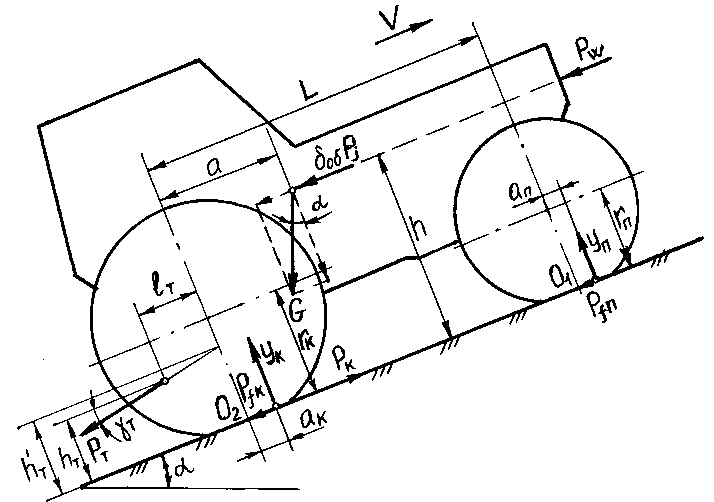 V
P_w
L
a
δ_об P_j
α
a_п
h
y_п
r_п
O_1
P_fп
l_т
G
r_к
y_к
P_к
P_fк
O_2
a_к
h'_т
h_т
P_т
γ_т
α